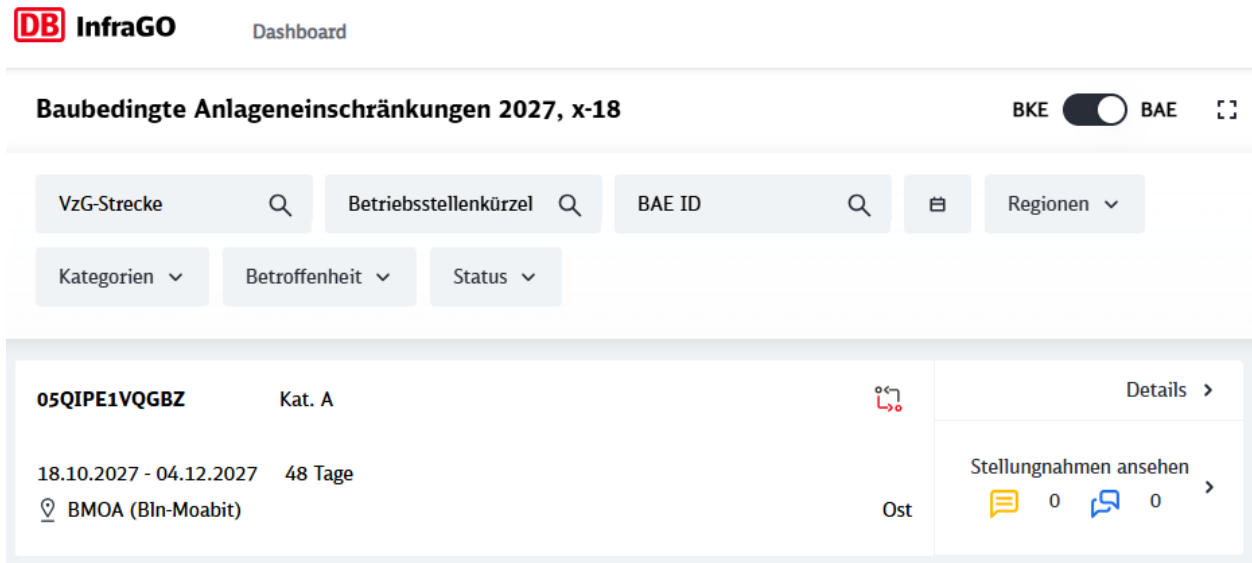 DB InfraGO Dashboard
Baubedingte Anlageneinschränkungen 2027, x-18 BKE BAE
VzG-Strecke Betriebsstellenkürzel BAE ID Regionen
Kategorien Betroffenheit Status
05QIPE1VQGBZ Kat. A Details
18.10.2027 - 04.12.2027 48 Tage
BMOA (Bln-Moabit) Ost
Stellungnahmen ansehen
0 0